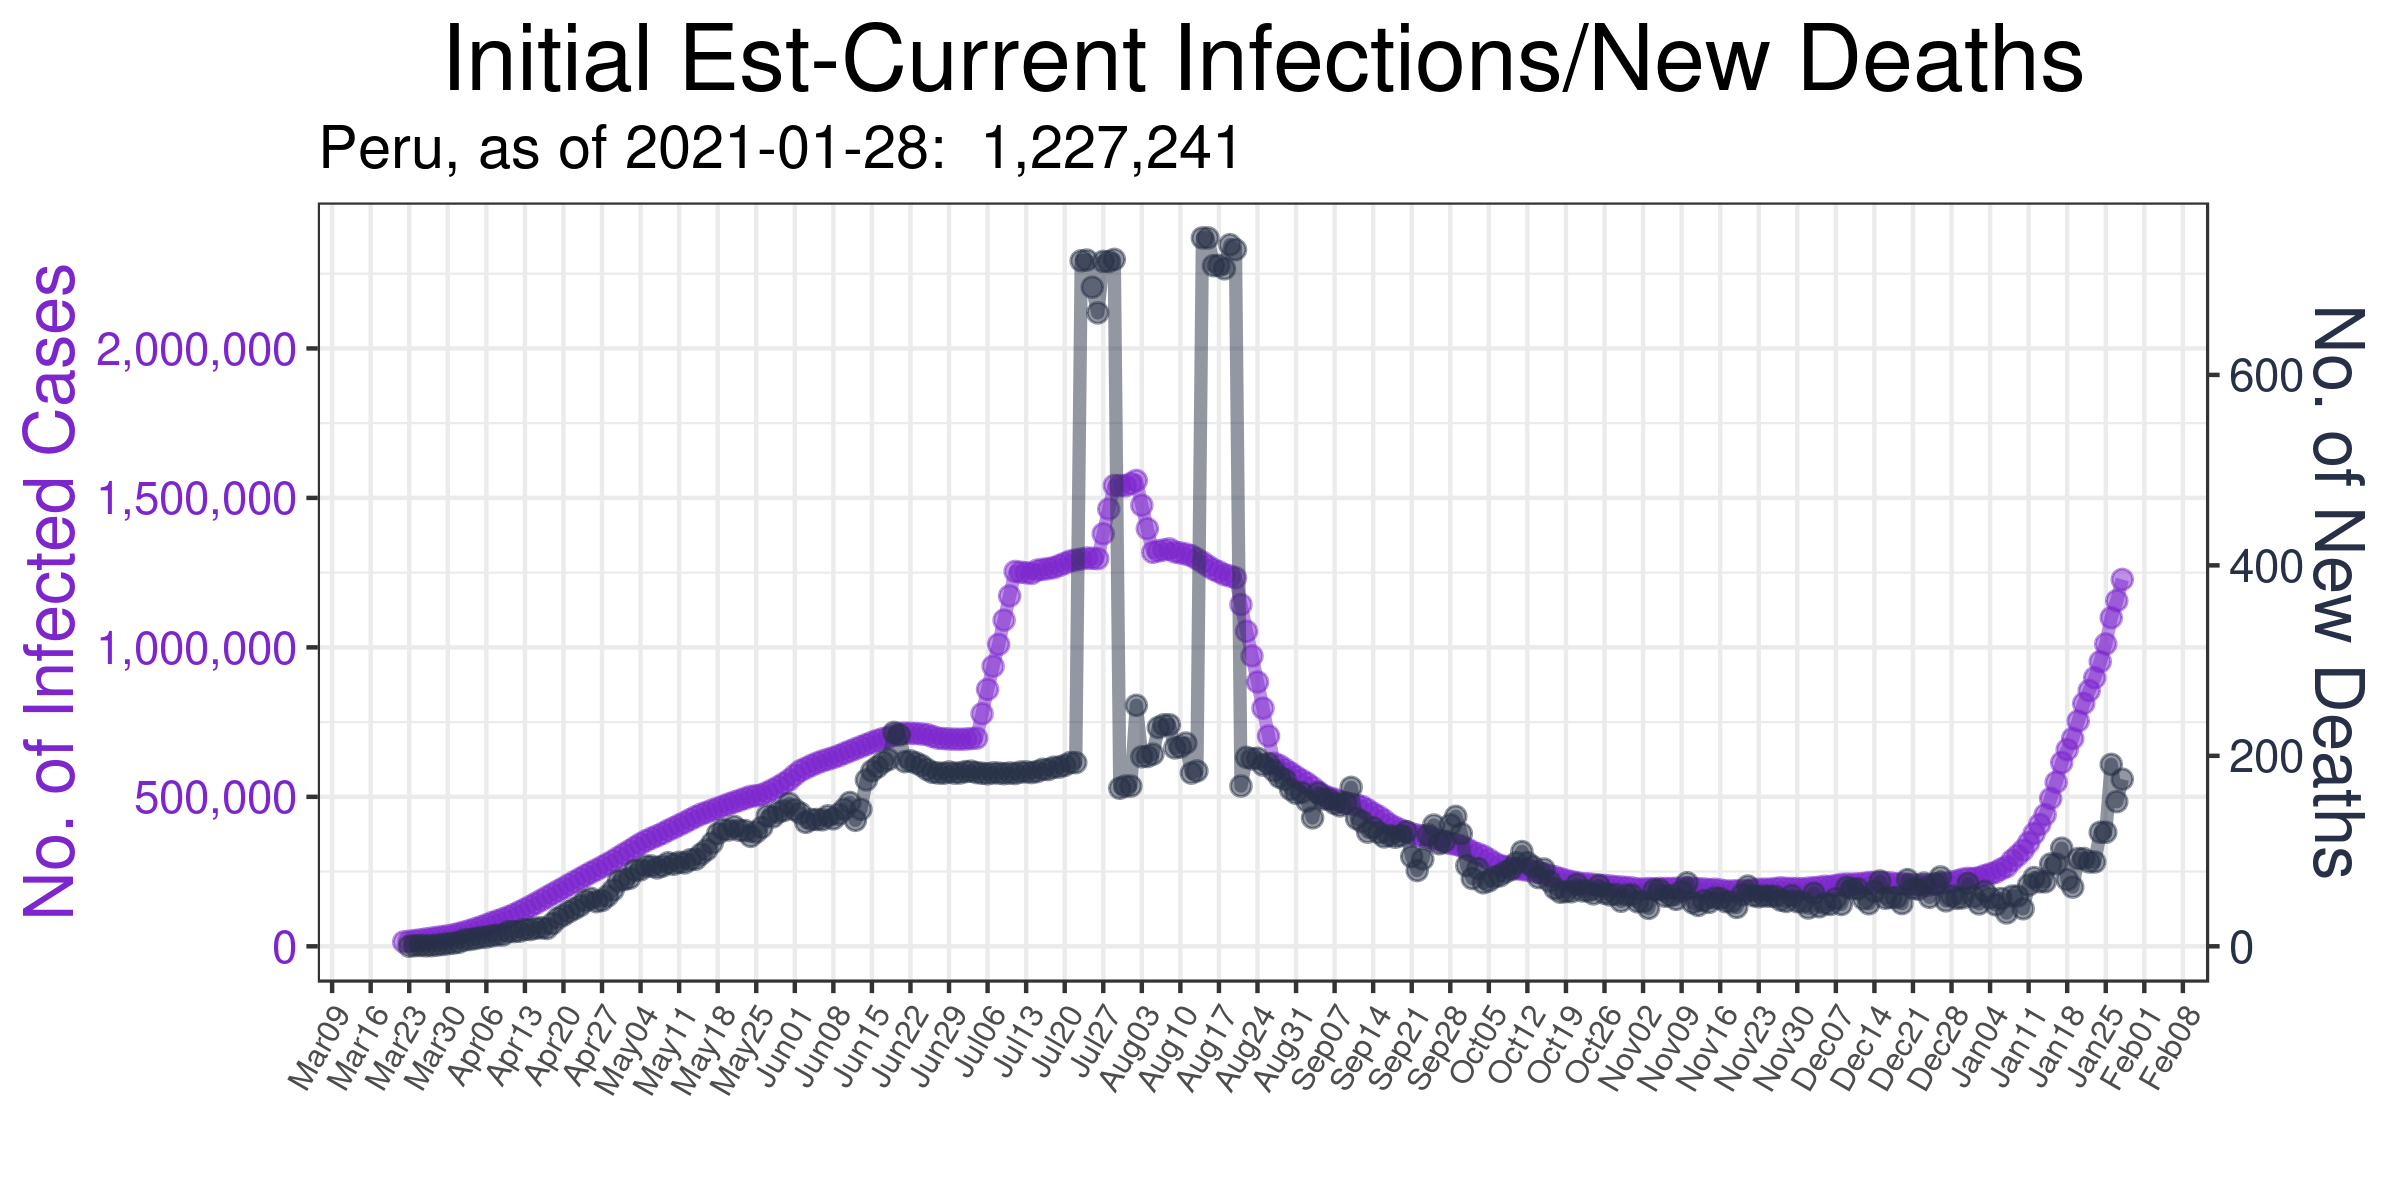 Initial Est-Current Infections/New Deaths
Peru, as of 2021-01-28:  1,227,241
No. of Infected Cases
2,000,000
1,500,000
1,000,000
500,000
0
600
400
200
0
No. of New Deaths
Mar09
Mar16
Mar23
Mar30
Apr06
Apr13
Apr20
Apr27
May04
May11
May18
May25
Jun01
Jun08
Jun15
Jun22
Jun29
Jul06
Jul13
Jul20
Jul27
Aug03
Aug10
Aug17
Aug24
Aug31
Sep07
Sep14
Sep21
Sep28
Oct05
Oct12
Oct19
Oct26
Nov02
Nov09
Nov16
Nov23
Nov30
Dec07
Dec14
Dec21
Dec28
Jan04
Jan11
Jan18
Jan25
Feb01
Feb08